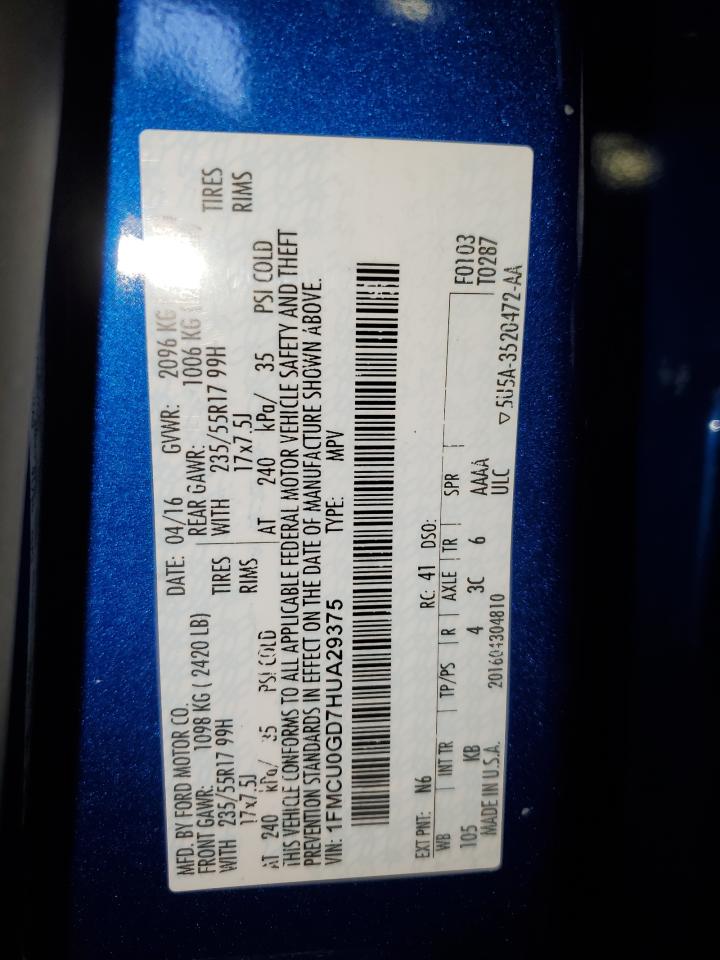 MFD. BY FORD MOTOR CO.
DATE: 04/16 GVWR: 2096 KG
FRONT GAWR: 1098 KG ( 2420 LB)
REAR GAWR: 1006 KG
WITH 235/55R17 99H TIRES
17x7.5J RIMS
WITH 235/55R17 99H TIRES
17x7.5J RIMS
AT 240 kPa/ 35 PSI COLD
AT 240 kPa/ 35 PSI COLD
THIS VEHICLE CONFORMS TO ALL APPLICABLE FEDERAL MOTOR VEHICLE SAFETY AND THEFT
PREVENTION STANDARDS IN EFFECT ON THE DATE OF MANUFACTURE SHOWN ABOVE.
VIN: 1FMCU0GD7HUA29375 TYPE: MPV
EXT PNT: N6 RC: 41 DSO: F0103
WB INT TR TP/PS R AXLE TR SPR T0287
105 KB 4 3C 6 AAAA
ULC
MADE IN U.S.A. 201604304810 ▽5U5A-3520472-AA